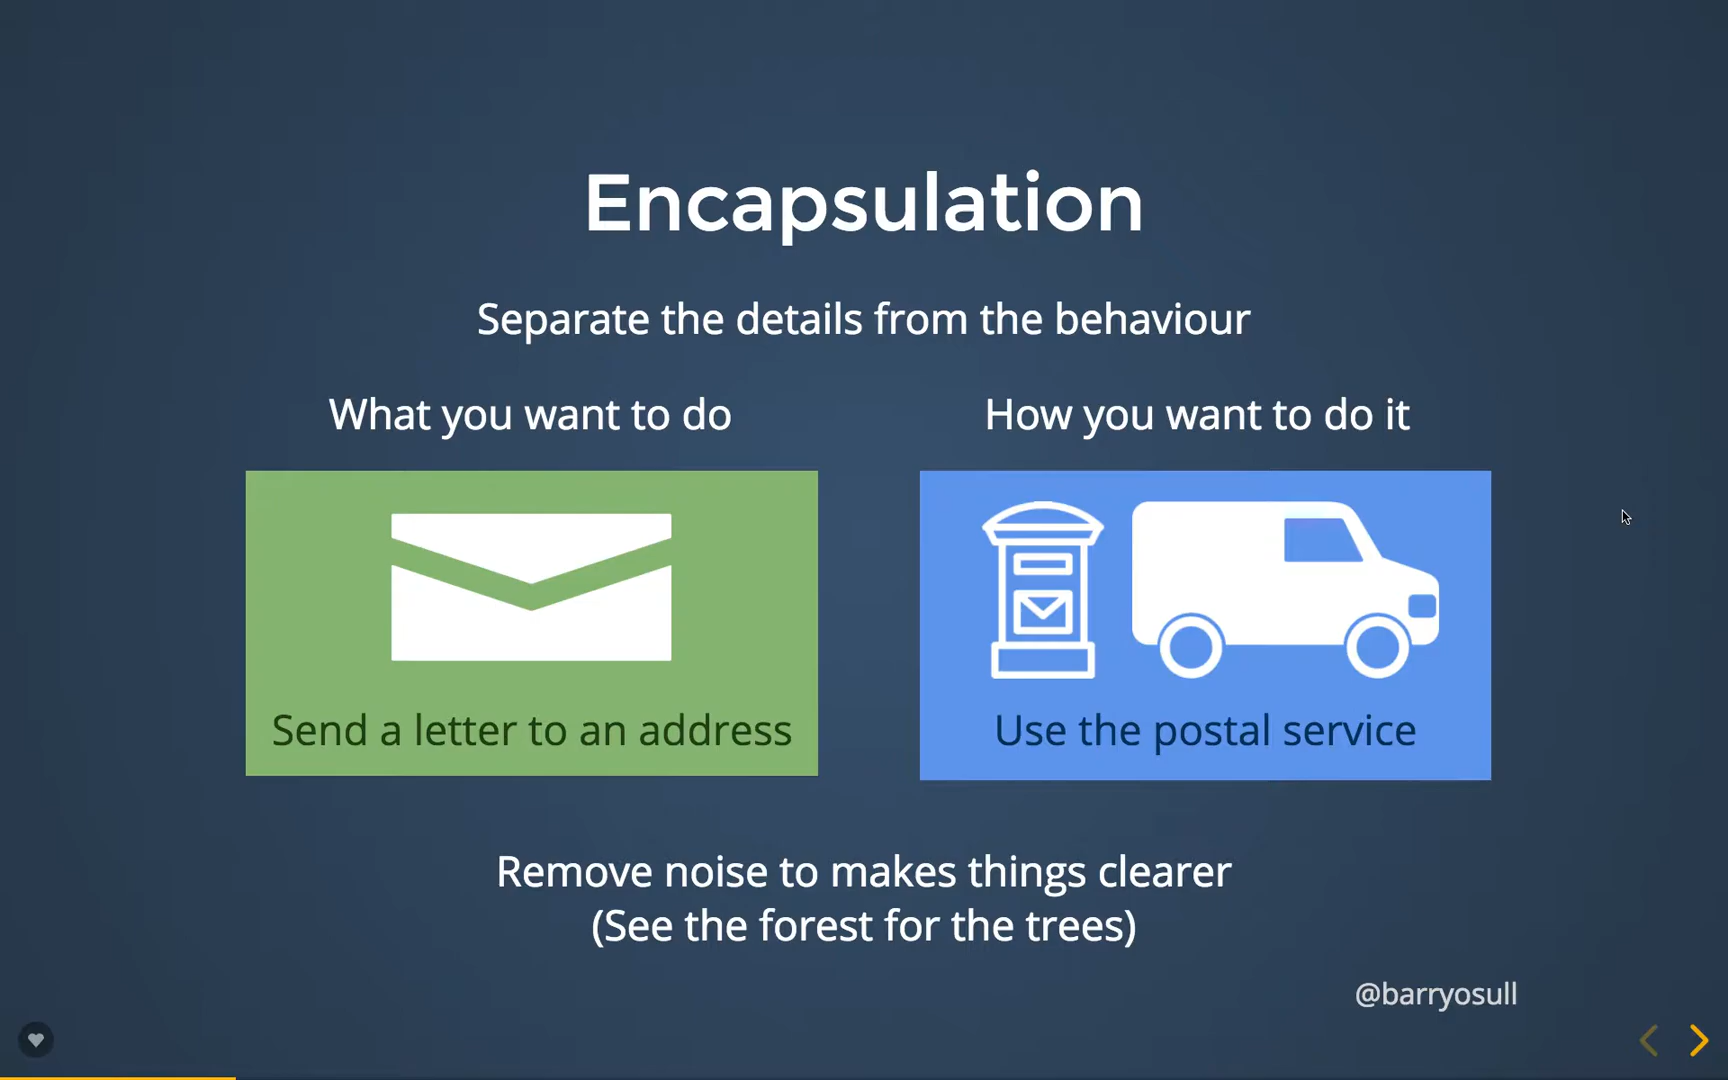 Encapsulation
Separate the details from the behaviour
What you want to do
How you want to do it
Send a letter to an address
Use the postal service
Remove noise to makes things clearer
(See the forest for the trees)
@barryosull